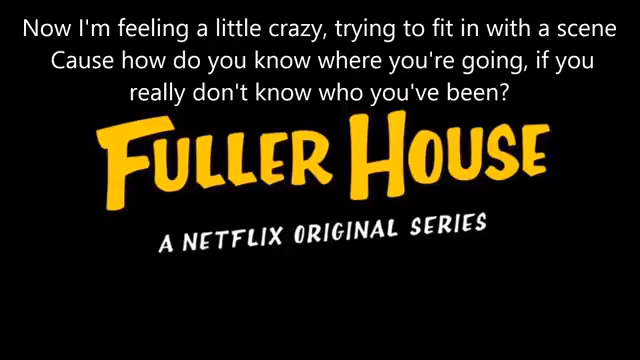 Now I'm feeling a little crazy, trying to fit in with a scene
Cause how do you know where you're going, if you
really don't know who you've been?
FULLER HOUSE
A NETFLIX ORIGINAL SERIES